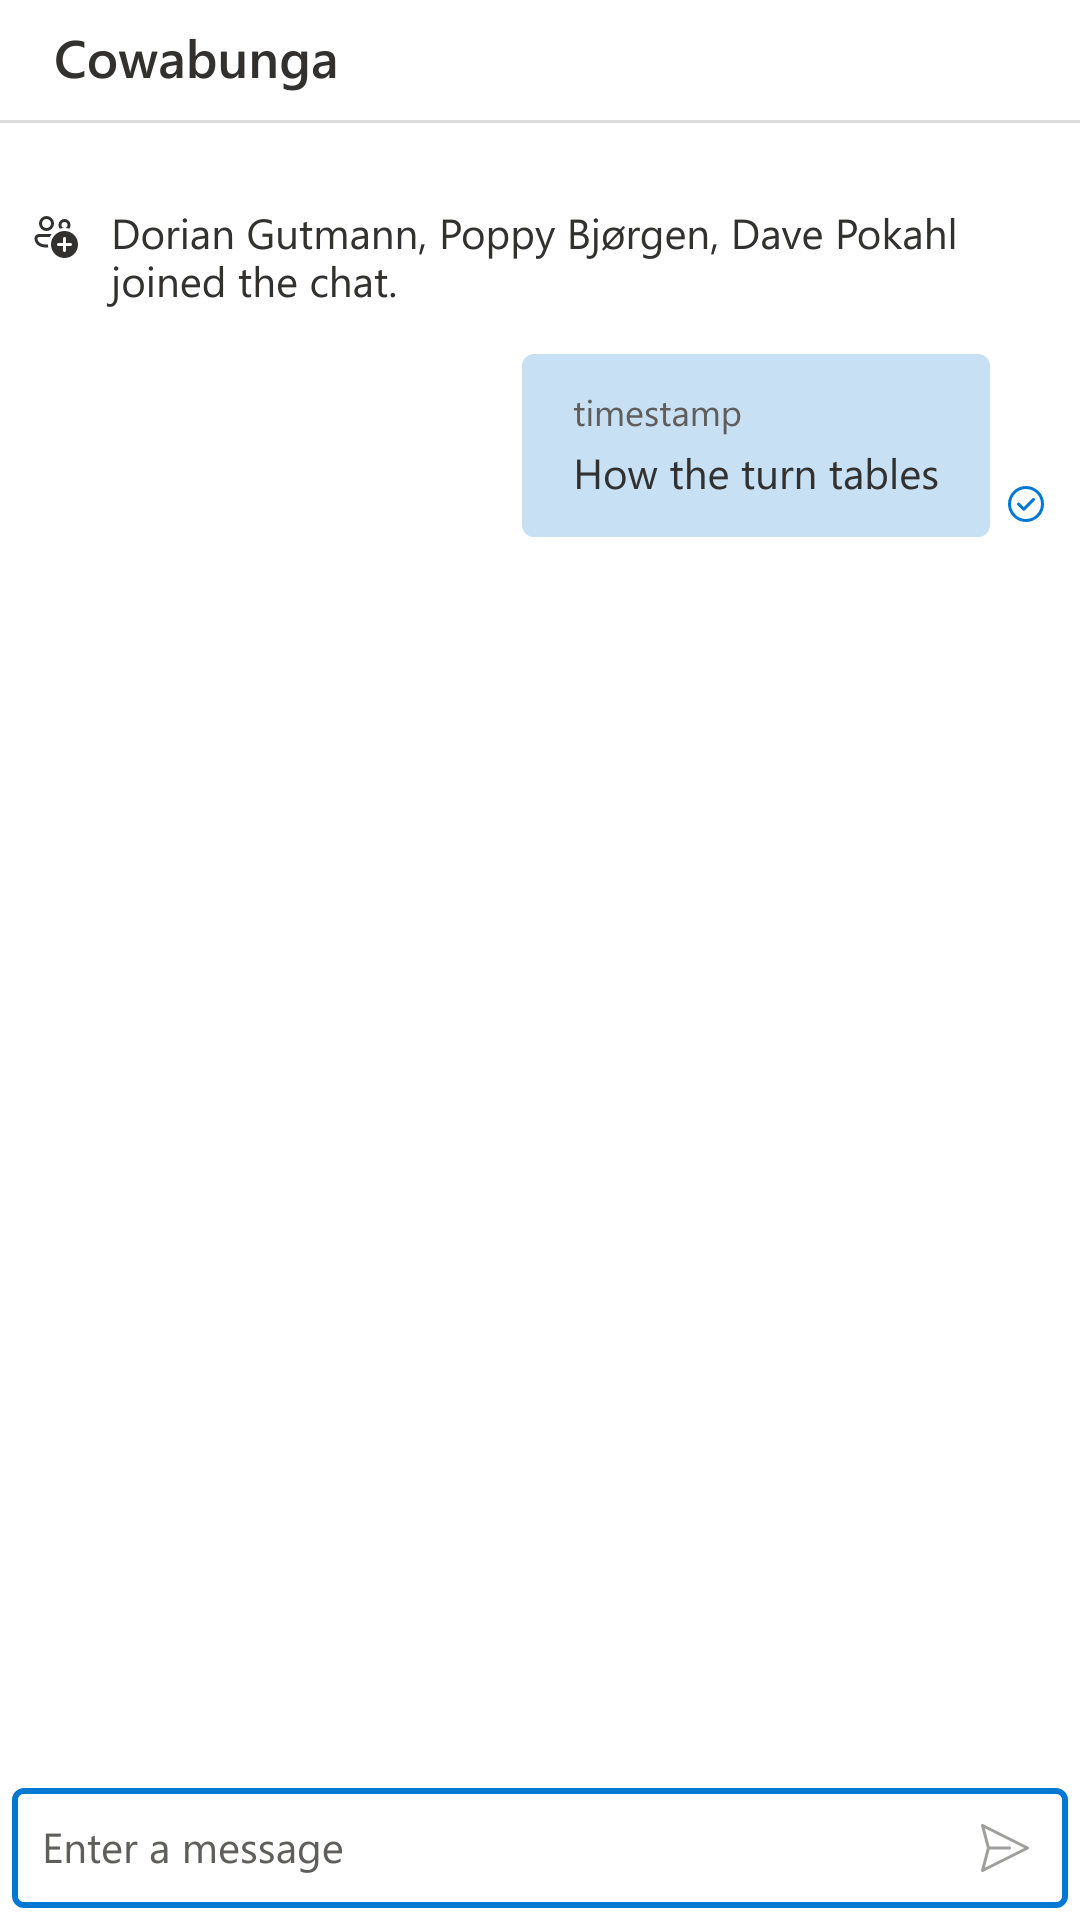 Cowabunga
Dorian Gutmann, Poppy Bjørgen, Dave Pokahl
joined the chat.
timestamp
How the turn tables
Enter a message